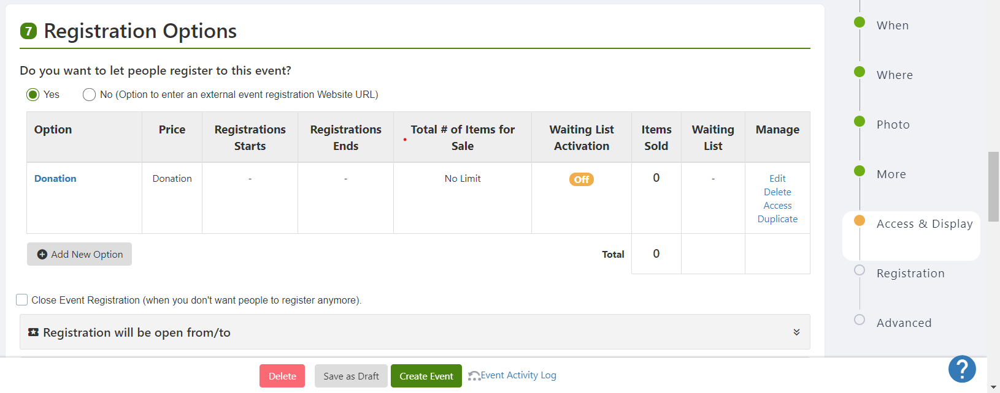 7 Registration Options
Do you want to let people register to this event?
Yes No (Option to enter an external event registration Website URL)
Option Price Registrations Starts Registrations Ends Total # of Items for Sale Waiting List Activation Items Sold Waiting List Manage
Donation Donation - - No Limit Off 0 - Edit
Delete
Access
Duplicate
Add New Option Total 0
Close Event Registration (when you don't want people to register anymore).
Registration will be open from/to
Delete Save as Draft Create Event Event Activity Log
When
Where
Photo
More
Access & Display
Registration
Advanced
?